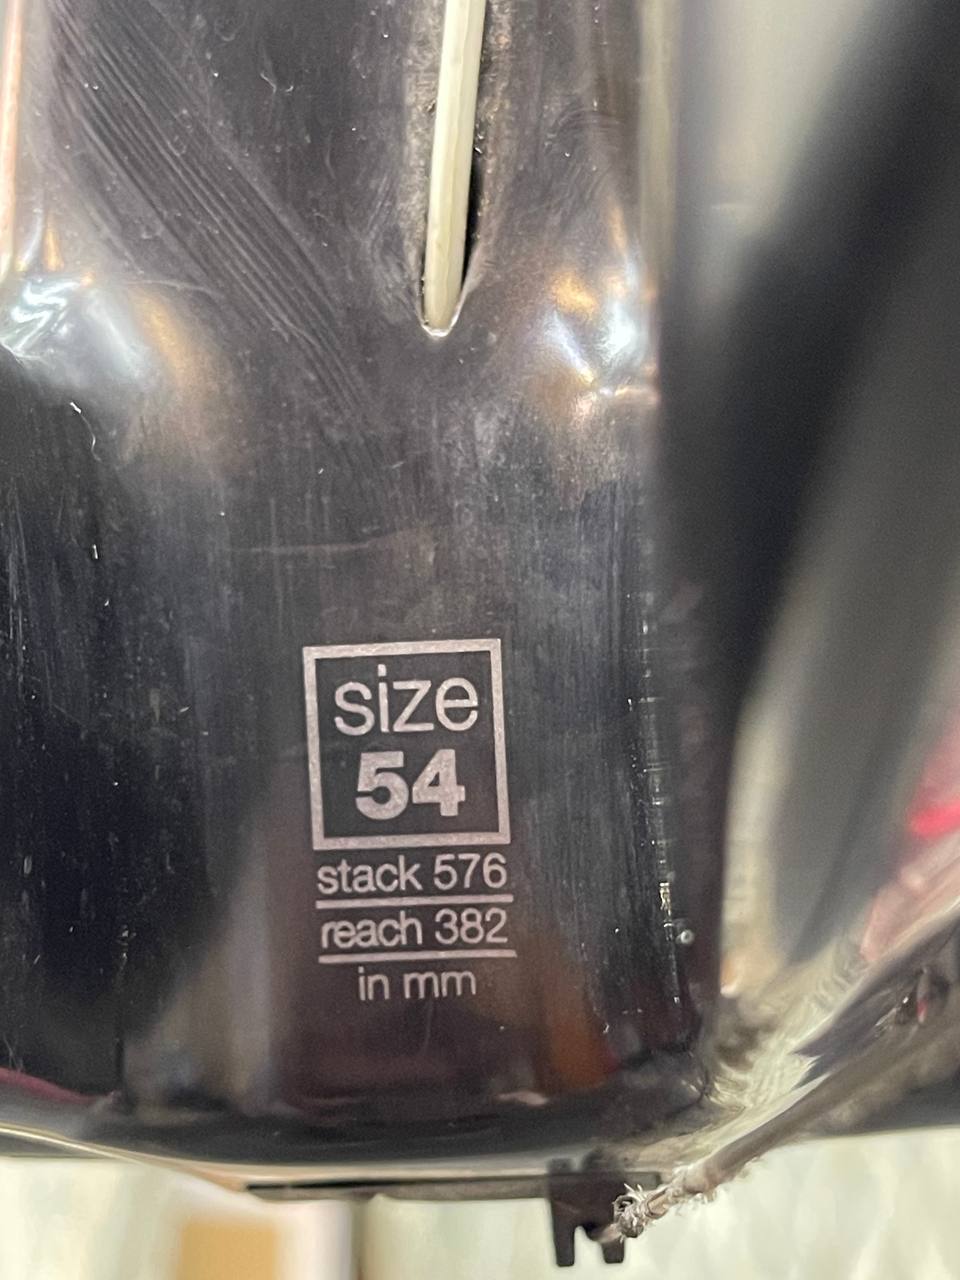 size
54
stack 576
reach 382
in mm